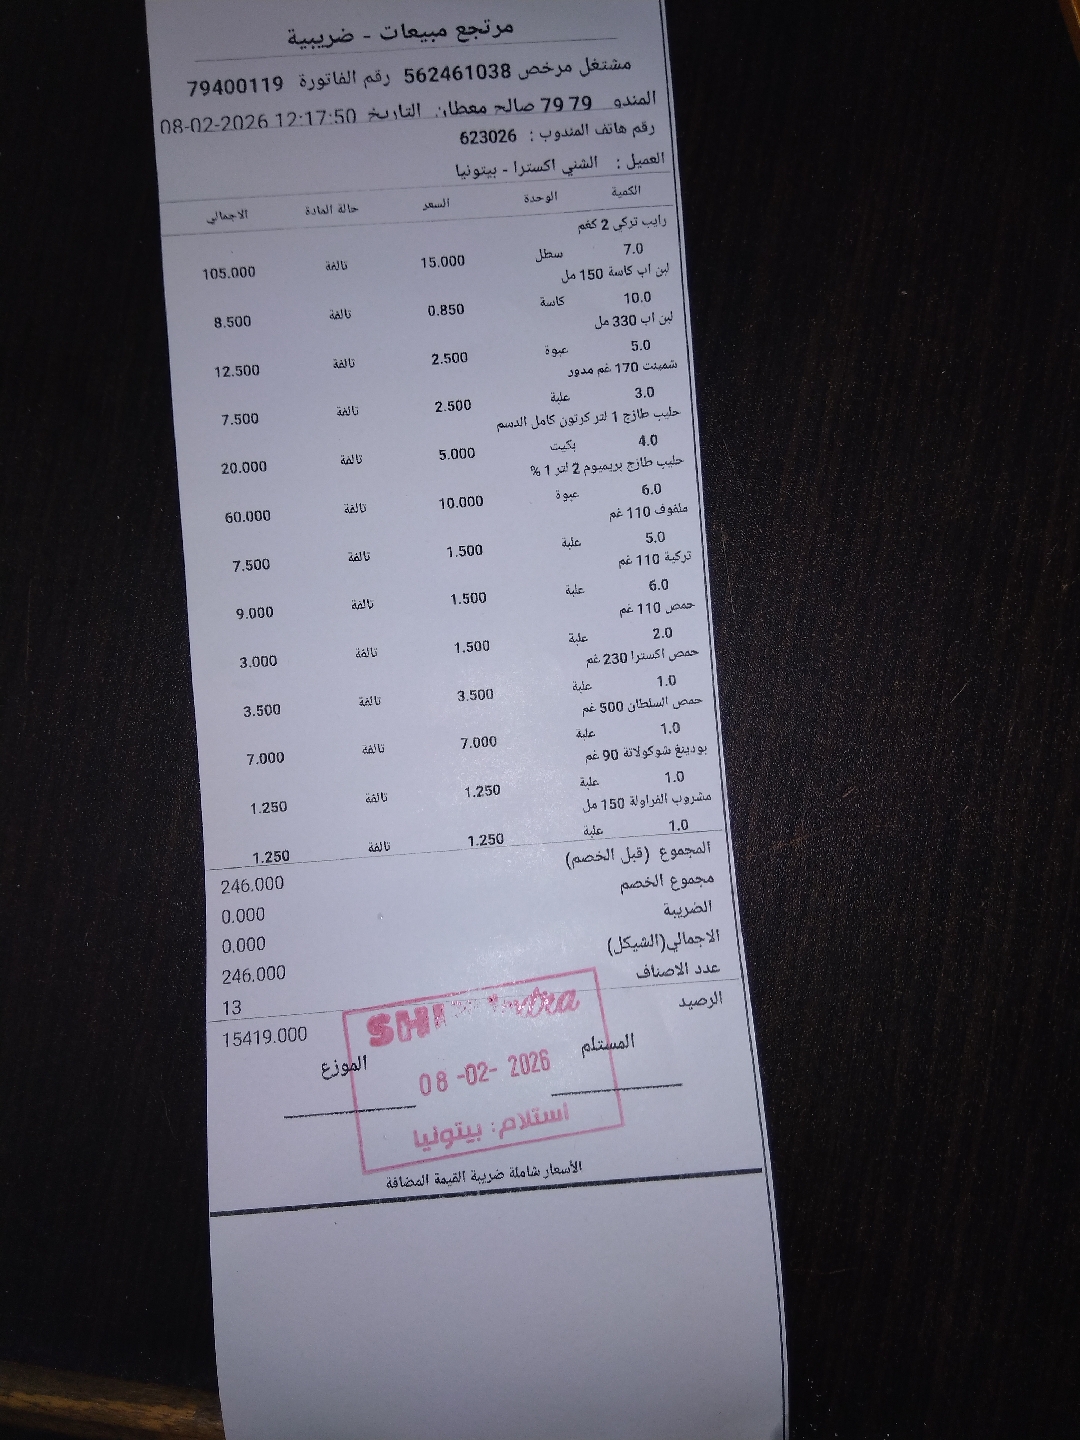 مرتجع مبيعات - ضريبية
مشتغل مرخص 562461038 رقم الفاتورة 79400119
المندو 79 79 صالح معطان التاريخ 08-02-2026 12:17:50
رقم هاتف المندوب : 623026
العميل : الشني اكسترا - بيتونيا
الكمية الوحدة السعر حالة المادة الاجمالي
رايب تركي 2 كغم
7.0 سطل 15.000 تالفة 105.000
لبن اب كاسة 150 مل
10.0 كاسة 0.850 تالفة 8.500
لبن اب 330 مل
5.0 عبوة 2.500 تالفة 12.500
شمينت 170 غم مدور
3.0 علبة 2.500 تالفة 7.500
حليب طازج 1 لتر كرتون كامل الدسم
4.0 بكيت 5.000 تالفة 20.000
حليب طازج بريميوم 2 لتر 1 %
6.0 عبوة 10.000 تالفة 60.000
ملفوف 110 غم
5.0 علبة 1.500 تالفة 7.500
تركية 110 غم
6.0 علبة 1.500 تالفة 9.000
حمص 110 غم
2.0 علبة 1.500 تالفة 3.000
حمص اكسترا 230 غم
1.0 علبة 3.500 تالفة 3.500
حمص السلطان 500 غم
1.0 علبة 7.000 تالفة 7.000
بودينغ شوكولاتة 90 غم
1.0 علبة 1.250 تالفة 1.250
مشروب الفراولة 150 مل
1.0 علبة 1.250 تالفة 1.250
المجموع (قبل الخصم) 246.000
مجموع الخصم 0.000
الضريبة 0.000
الاجمالي(الشيكل) 246.000
عدد الاصناف 13
الرصيد 15419.000
المستلم الموزع
08 -02- 2026
استلام: بيتونيا
الأسعار شاملة ضريبة القيمة المضافة